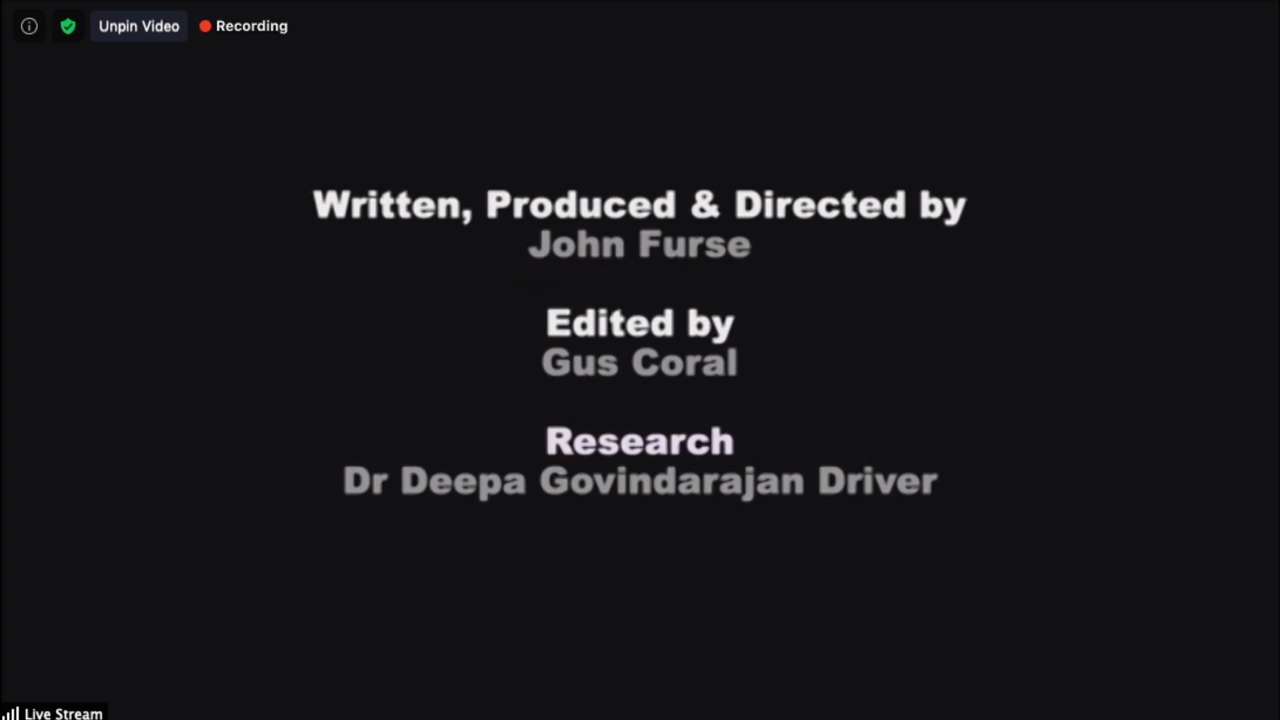 Unpin Video
Recording
Written, Produced & Directed by
John Furse
Edited by
Gus Coral
Research
Dr Deepa Govindarajan Driver
Live Stream